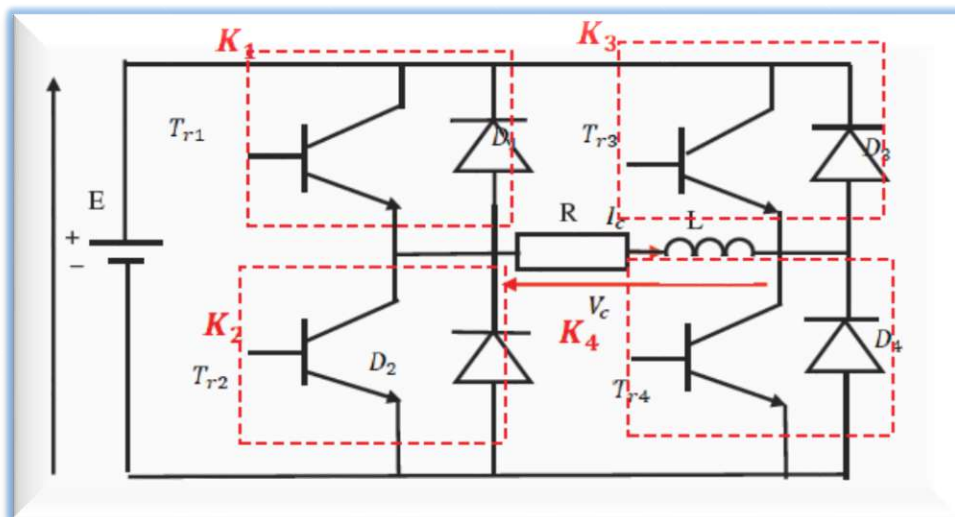 K1
K3
Tr1
D1
Tr3
D3
E
R
Ic
L
+
−
Vc
K2
K4
D2
D4
Tr2
Tr4